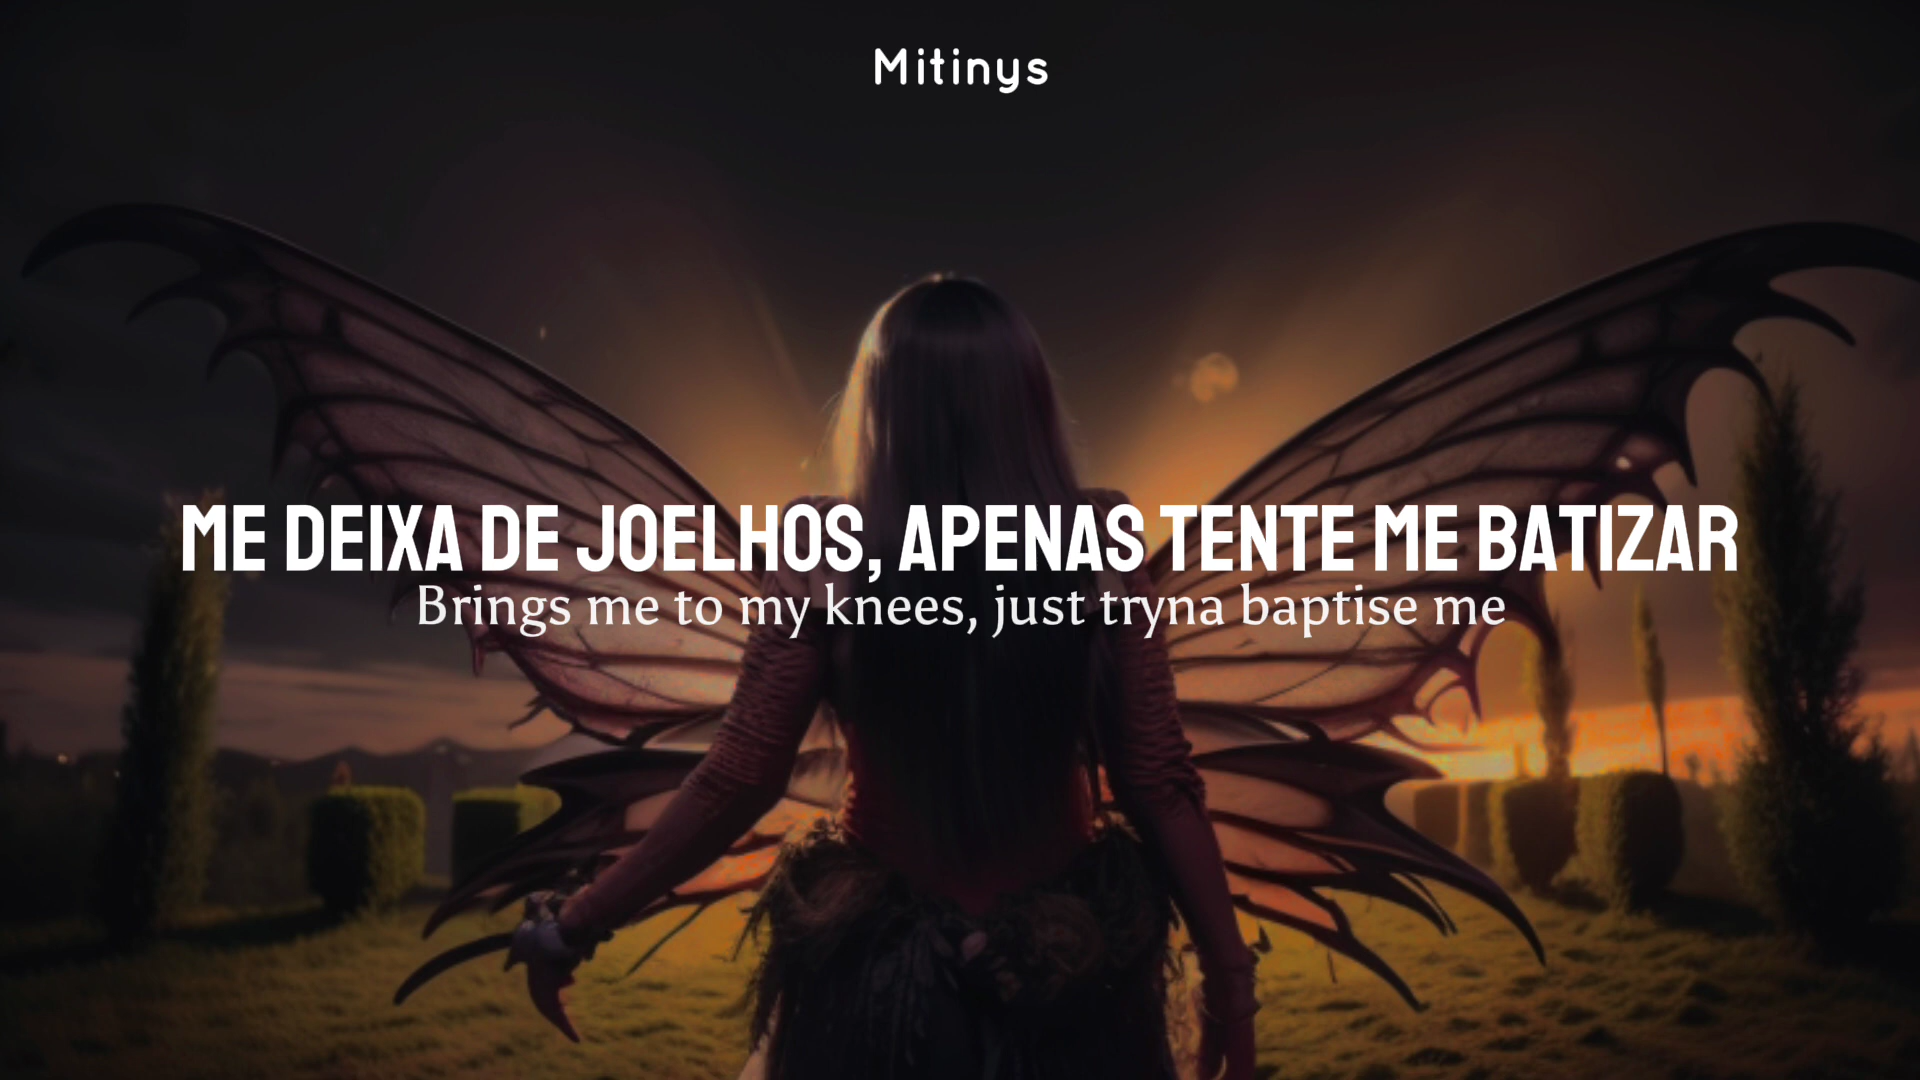 Mitinys
ME DEIXA DE JOELHOS, APENAS TENTE ME BATIZAR
Brings me to my knees, just tryna baptise me